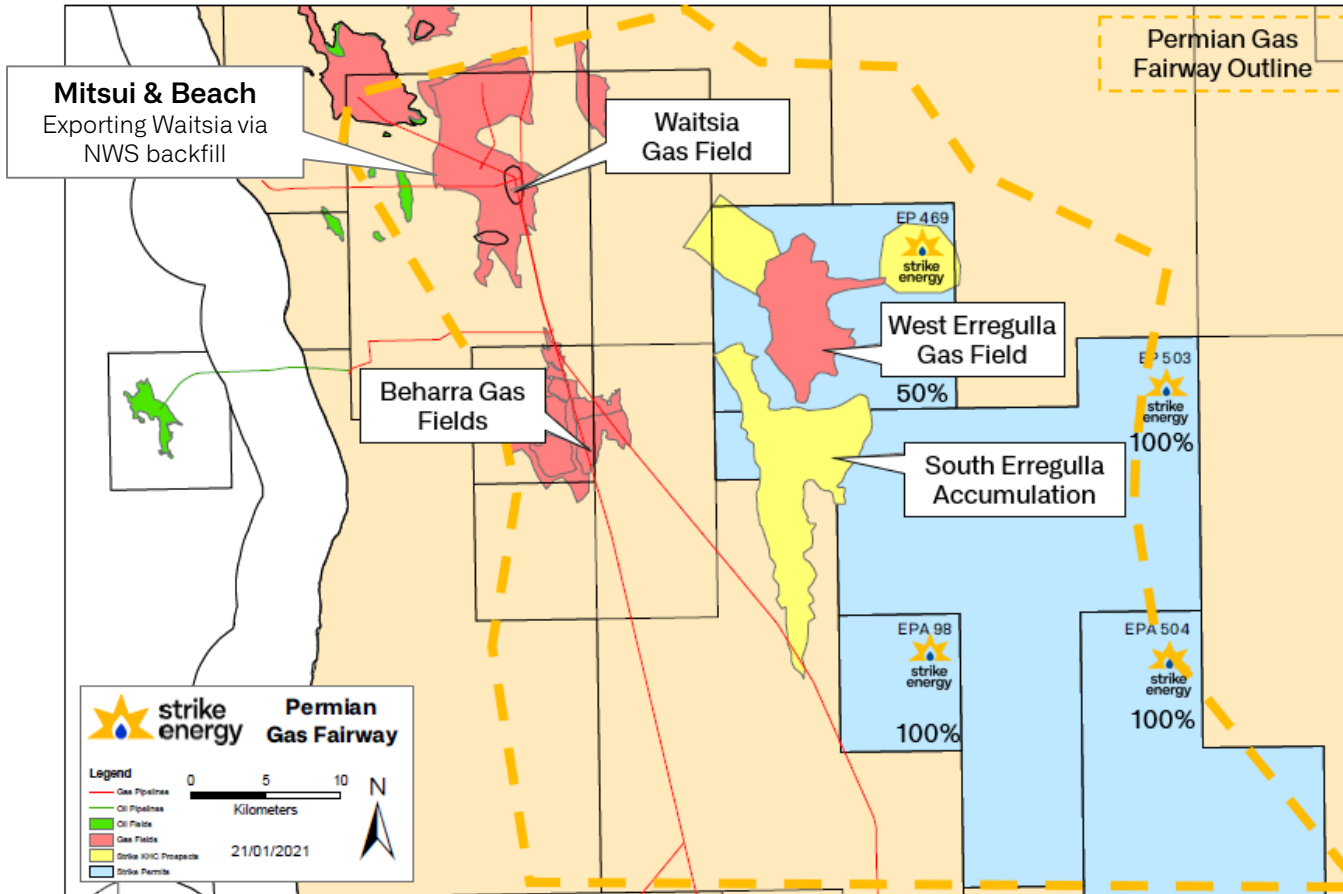 Permian Gas
Fairway Outline
Mitsui & Beach
Exporting Waitsia via
NWS backfill
Waitsia
Gas Field
EP 469
strike
energy
West Erregulla
Gas Field
50%
EP 503
strike
energy
100%
Beharra Gas
Fields
South Erregulla
Accumulation
EPA 98
strike
energy
100%
EPA 504
strike
energy
100%
strike
energy
Permian
Gas Fairway
Legend
Gas Pipelines
Oil Pipelines
Oil Fields
Gas Fields
Strike KHC Prospects
Strike Permits
0 5 10
Kilometers
21/01/2021
N